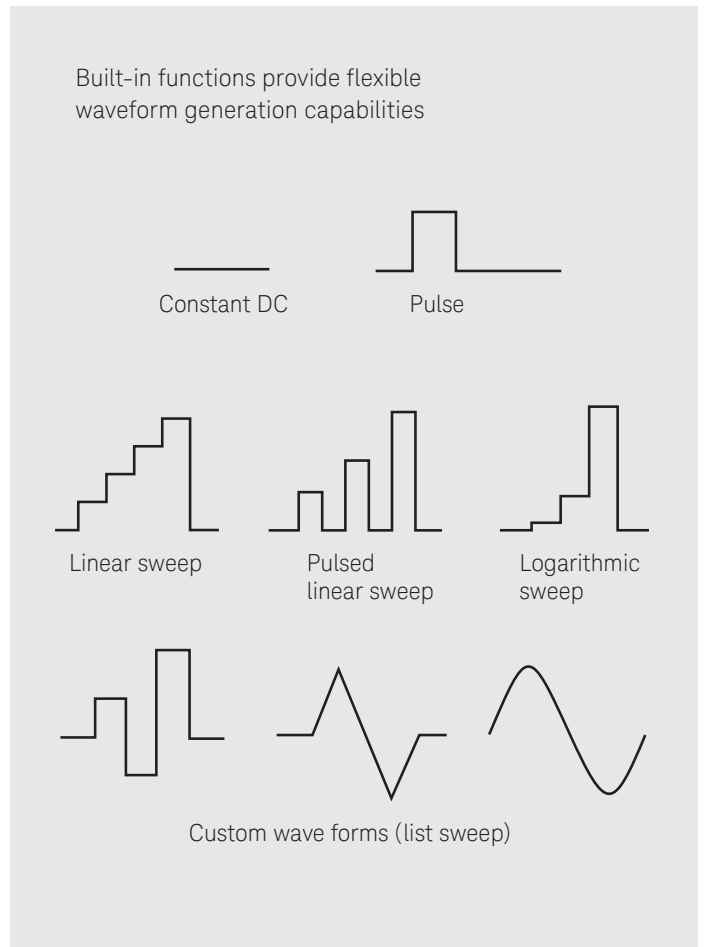 Built-in functions provide flexible
waveform generation capabilities
Constant DC
Pulse
Linear sweep
Pulsed
linear sweep
Logarithmic
sweep
Custom wave forms (list sweep)